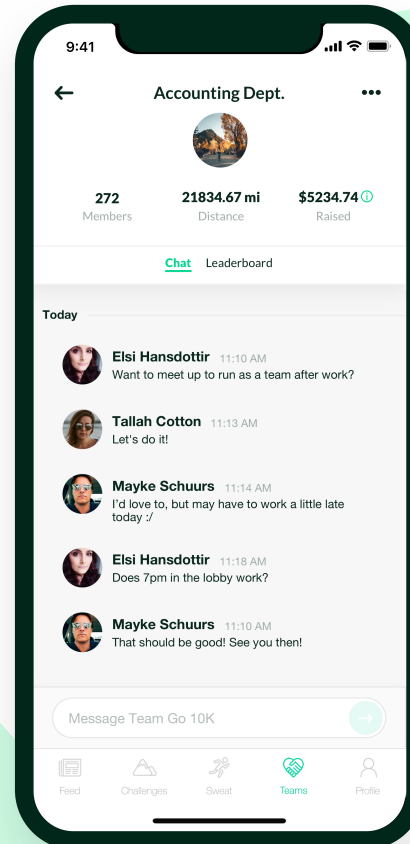 9:41
Accounting Dept.
272
Members
21834.67 mi
Distance
$5234.74
Raised
Chat Leaderboard
Today
Elsi Hansdottir 11:10 AM
Want to meet up to run as a team after work?
Tallah Cotton 11:13 AM
Let's do it!
Mayke Schuurs 11:14 AM
I'd love to, but may have to work a little late
today :/
Elsi Hansdottir 11:18 AM
Does 7pm in the lobby work?
Mayke Schuurs 11:10 AM
That should be good! See you then!
Message Team Go 10K
Feed Challenges Sweat Teams Profile